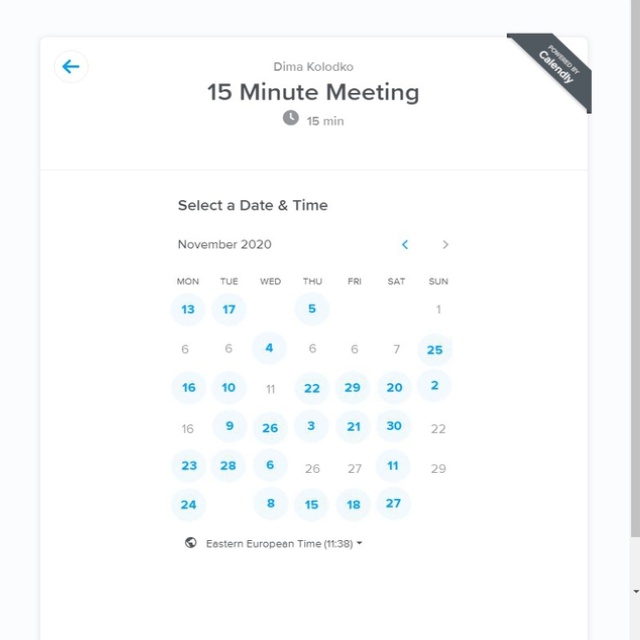 POWERED BY
Calendly
Dima Kolodko
15 Minute Meeting
15 min
Select a Date & Time
November 2020
MON TUE WED THU FRI SAT SUN
13 17 5 1
6 6 4 6 6 7 25
16 10 11 22 29 20 2
16 9 26 3 21 30 22
23 28 6 26 27 11 29
24 8 15 18 27
Eastern European Time (11:38)